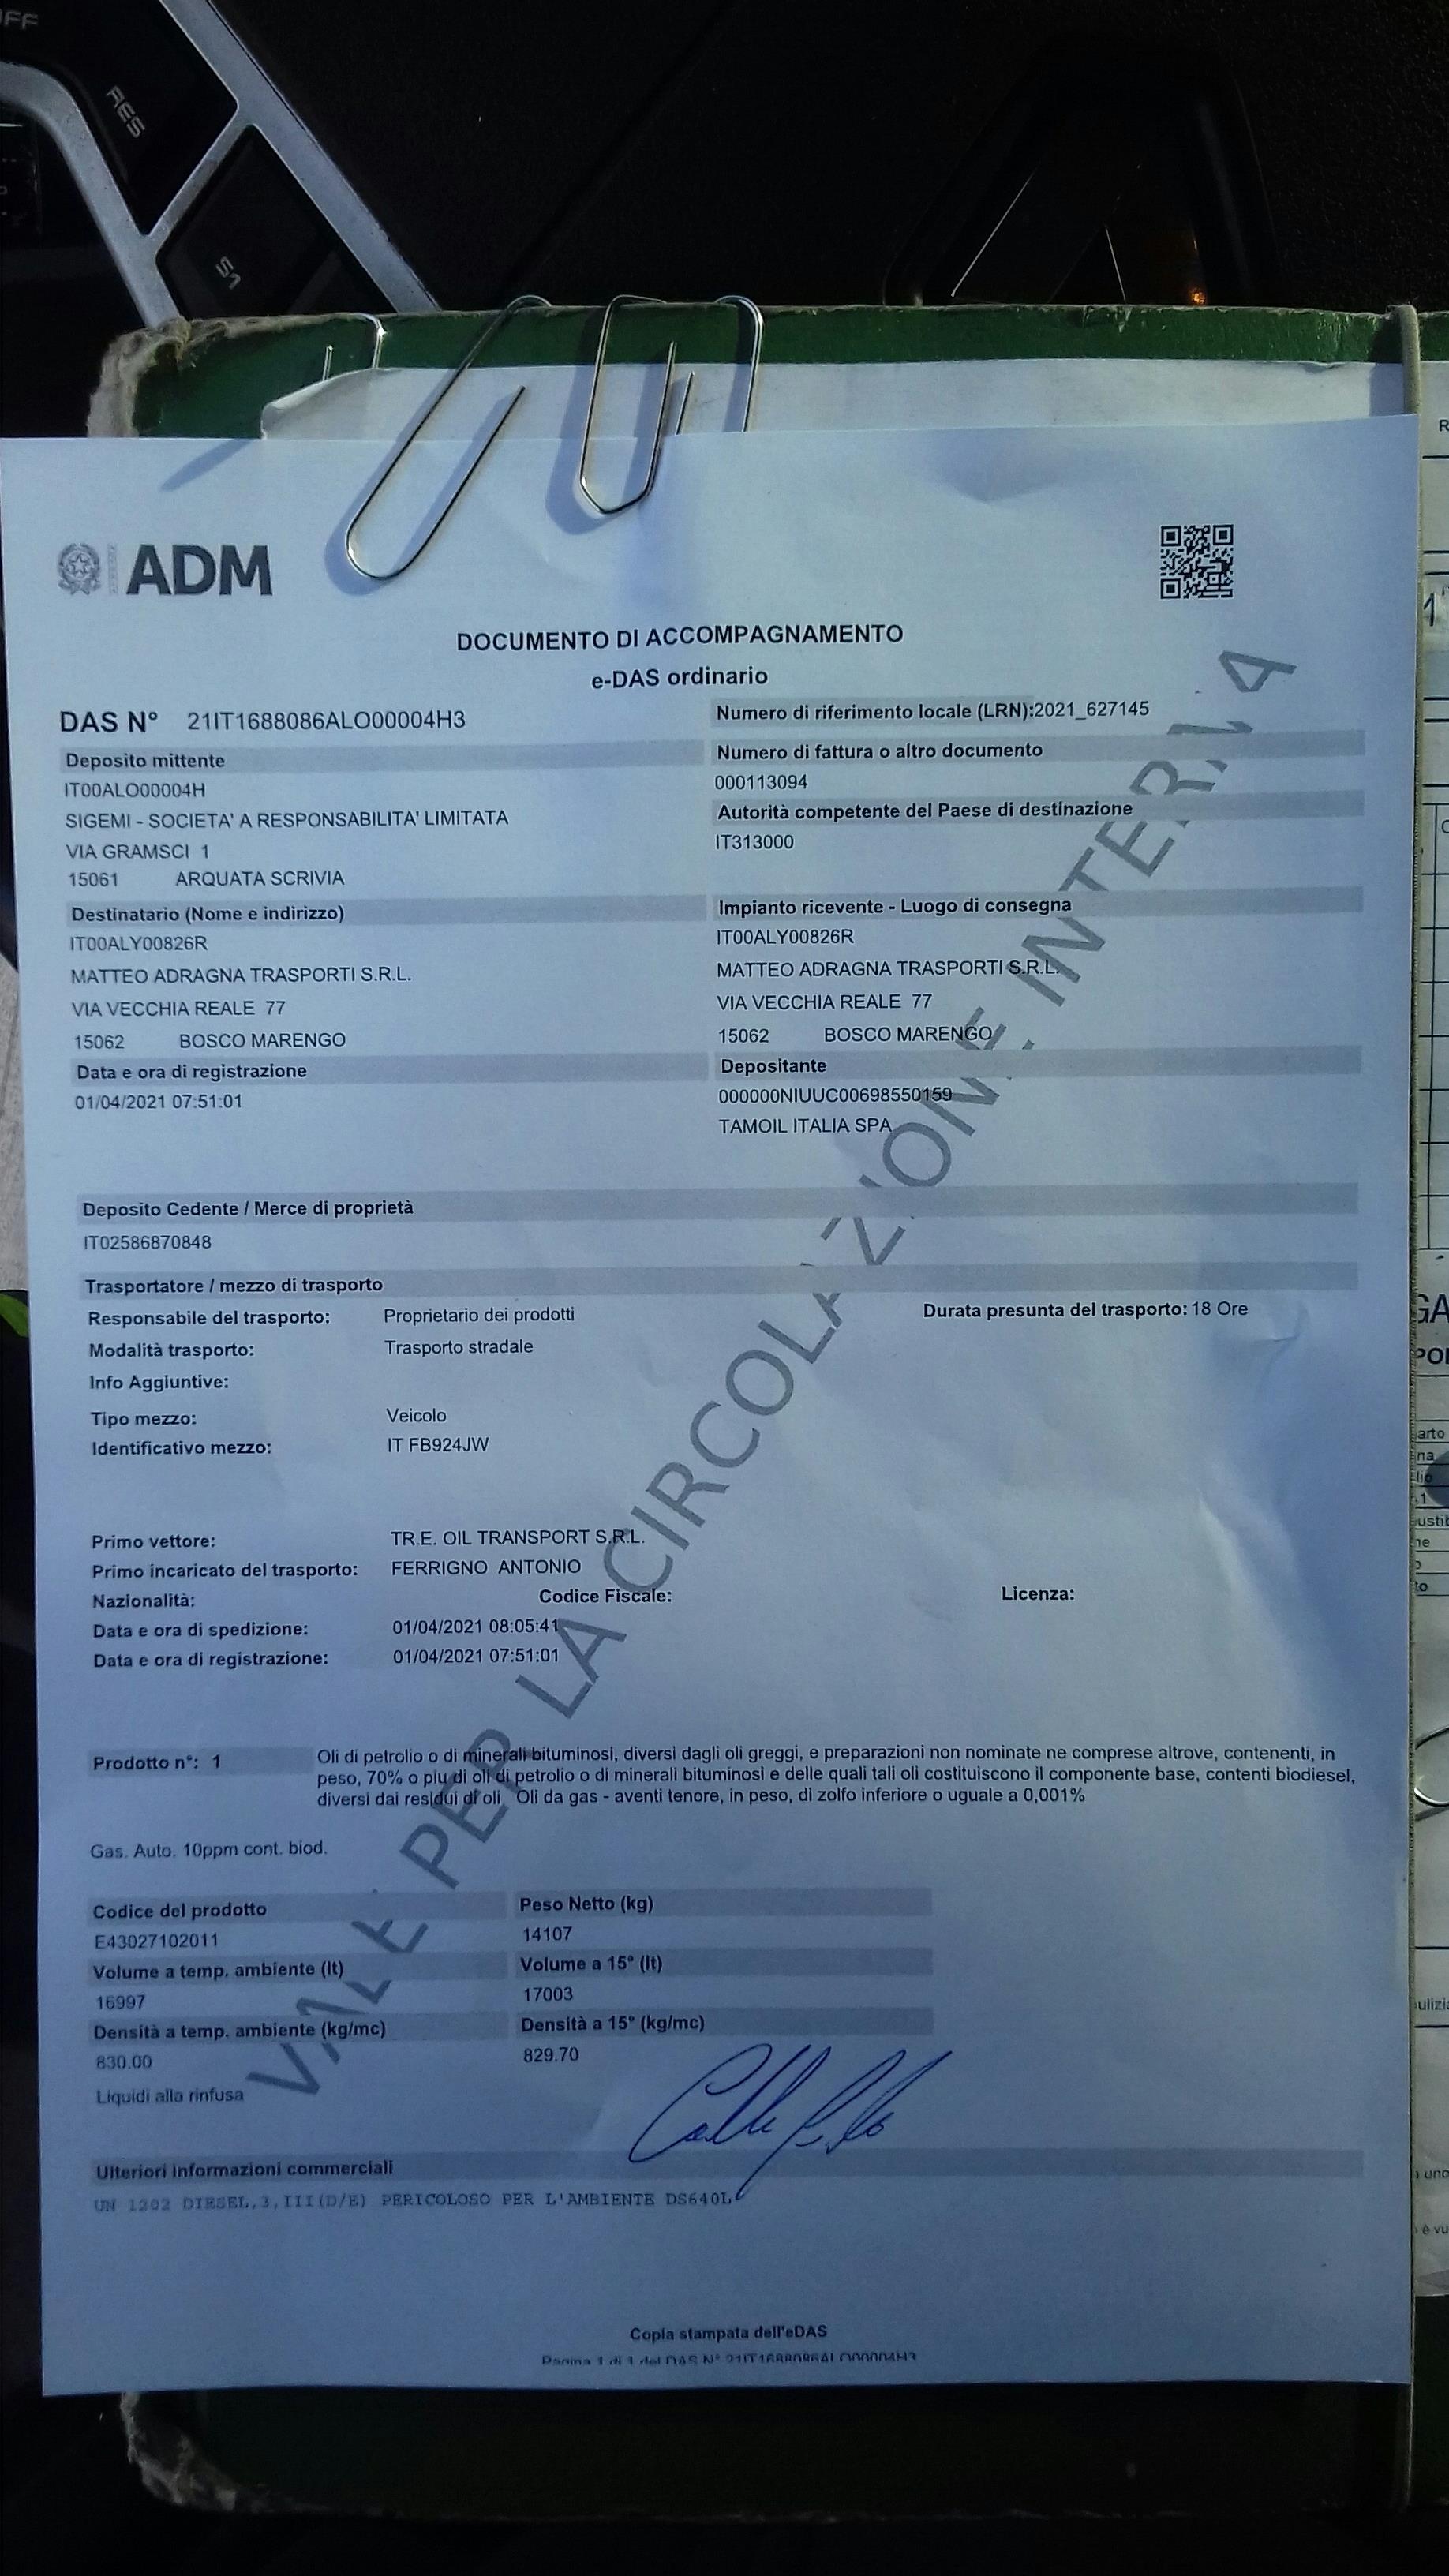 OFF
RES
S1
ADM
DOCUMENTO DI ACCOMPAGNAMENTO
e-DAS ordinario
DAS N° 21IT1688086ALO00004H3
Numero di riferimento locale (LRN):2021_627145
Deposito mittente
IT00ALO00004H
SIGEMI - SOCIETA' A RESPONSABILITA' LIMITATA
VIA GRAMSCI 1
15061 ARQUATA SCRIVIA
Numero di fattura o altro documento
000113094
Autorità competente del Paese di destinazione
IT313000
Destinatario (Nome e indirizzo)
IT00ALY00826R
MATTEO ADRAGNA TRASPORTI S.R.L.
VIA VECCHIA REALE 77
15062 BOSCO MARENGO
Impianto ricevente - Luogo di consegna
IT00ALY00826R
MATTEO ADRAGNA TRASPORTI S.R.L.
VIA VECCHIA REALE 77
15062 BOSCO MARENGO
Data e ora di registrazione
01/04/2021 07:51:01
Depositante
000000NIUUC00698550159
TAMOIL ITALIA SPA
Deposito Cedente / Merce di proprietà
IT02586870848
Trasportatore / mezzo di trasporto
Responsabile del trasporto: Proprietario dei prodotti Durata presunta del trasporto: 18 Ore
Modalità trasporto: Trasporto stradale
Info Aggiuntive:
Tipo mezzo: Veicolo
Identificativo mezzo: IT FB924JW
Primo vettore: TR.E. OIL TRANSPORT S.R.L.
Primo incaricato del trasporto: FERRIGNO ANTONIO
Nazionalità: Codice Fiscale: Licenza:
Data e ora di spedizione: 01/04/2021 08:05:41
Data e ora di registrazione: 01/04/2021 07:51:01
Prodotto n°: 1
Oli di petrolio o di minerali bituminosi, diversi dagli oli greggi, e preparazioni non nominate ne comprese altrove, contenenti, in
peso, 70% o piu di oli di petrolio o di minerali bituminosi e delle quali tali oli costituiscono il componente base, contenti biodiesel,
diversi dai residui di oli Oli da gas - aventi tenore, in peso, di zolfo inferiore o uguale a 0,001%
Gas. Auto. 10ppm cont. biod.
Codice del prodotto Peso Netto (kg)
E43027102011 14107
Volume a temp. ambiente (lt) Volume a 15° (lt)
16997 17003
Densità a temp. ambiente (kg/mc) Densità a 15° (kg/mc)
830.00 829.70
Liquidi alla rinfusa
Ulteriori informazioni commerciali
UN 1202 DIESEL,3,III(D/E) PERICOLOSO PER L'AMBIENTE DS640L
Copia stampata dell'eDAS
Pagina 1 di 1 del DAS N° 21IT1688086ALO00004H3
VALE PER LA CIRCOLAZIONE INTERNA